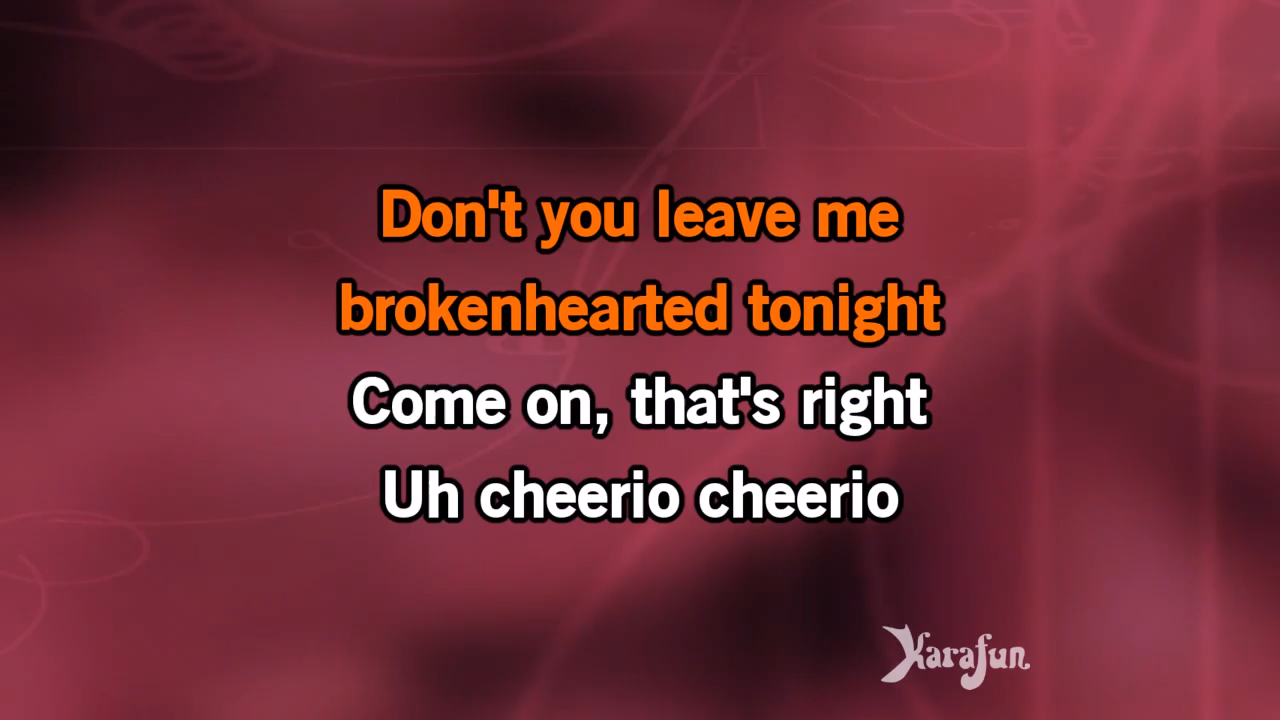 Don't you leave me
brokenhearted tonight
Come on, that's right
Uh cheerio cheerio
Karafun